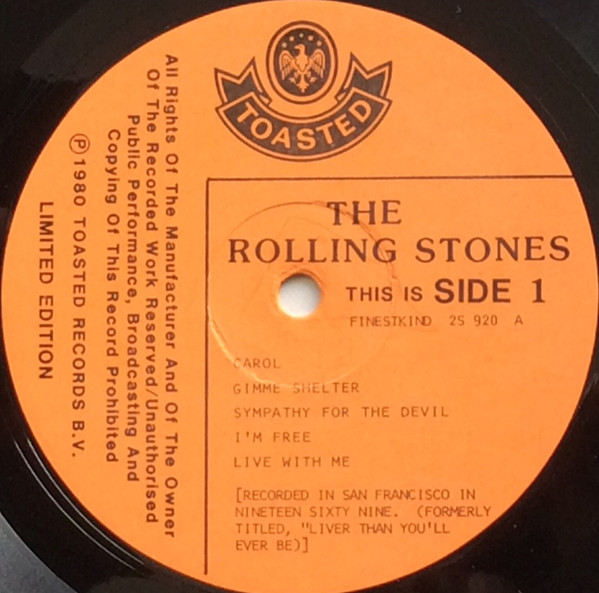 TOASTED
THE
ROLLING STONES
THIS IS SIDE 1
FINESTKIND 2S 920 A
CAROL
GIMME SHELTER
SYMPATHY FOR THE DEVIL
I'M FREE
LIVE WITH ME
[RECORDED IN SAN FRANCISCO IN
NINETEEN SIXTY NINE. (FORMERLY
TITLED, "LIVER THAN YOU'LL
EVER BE)]
All Rights Of The Manufacturer And Of The Owner
Of The Recorded Work Reserved/Unauthorised
Public Performance, Broadcasting And
Copying Of This Record Prohibited
℗1980 TOASTED RECORDS B.V.
LIMITED EDITION